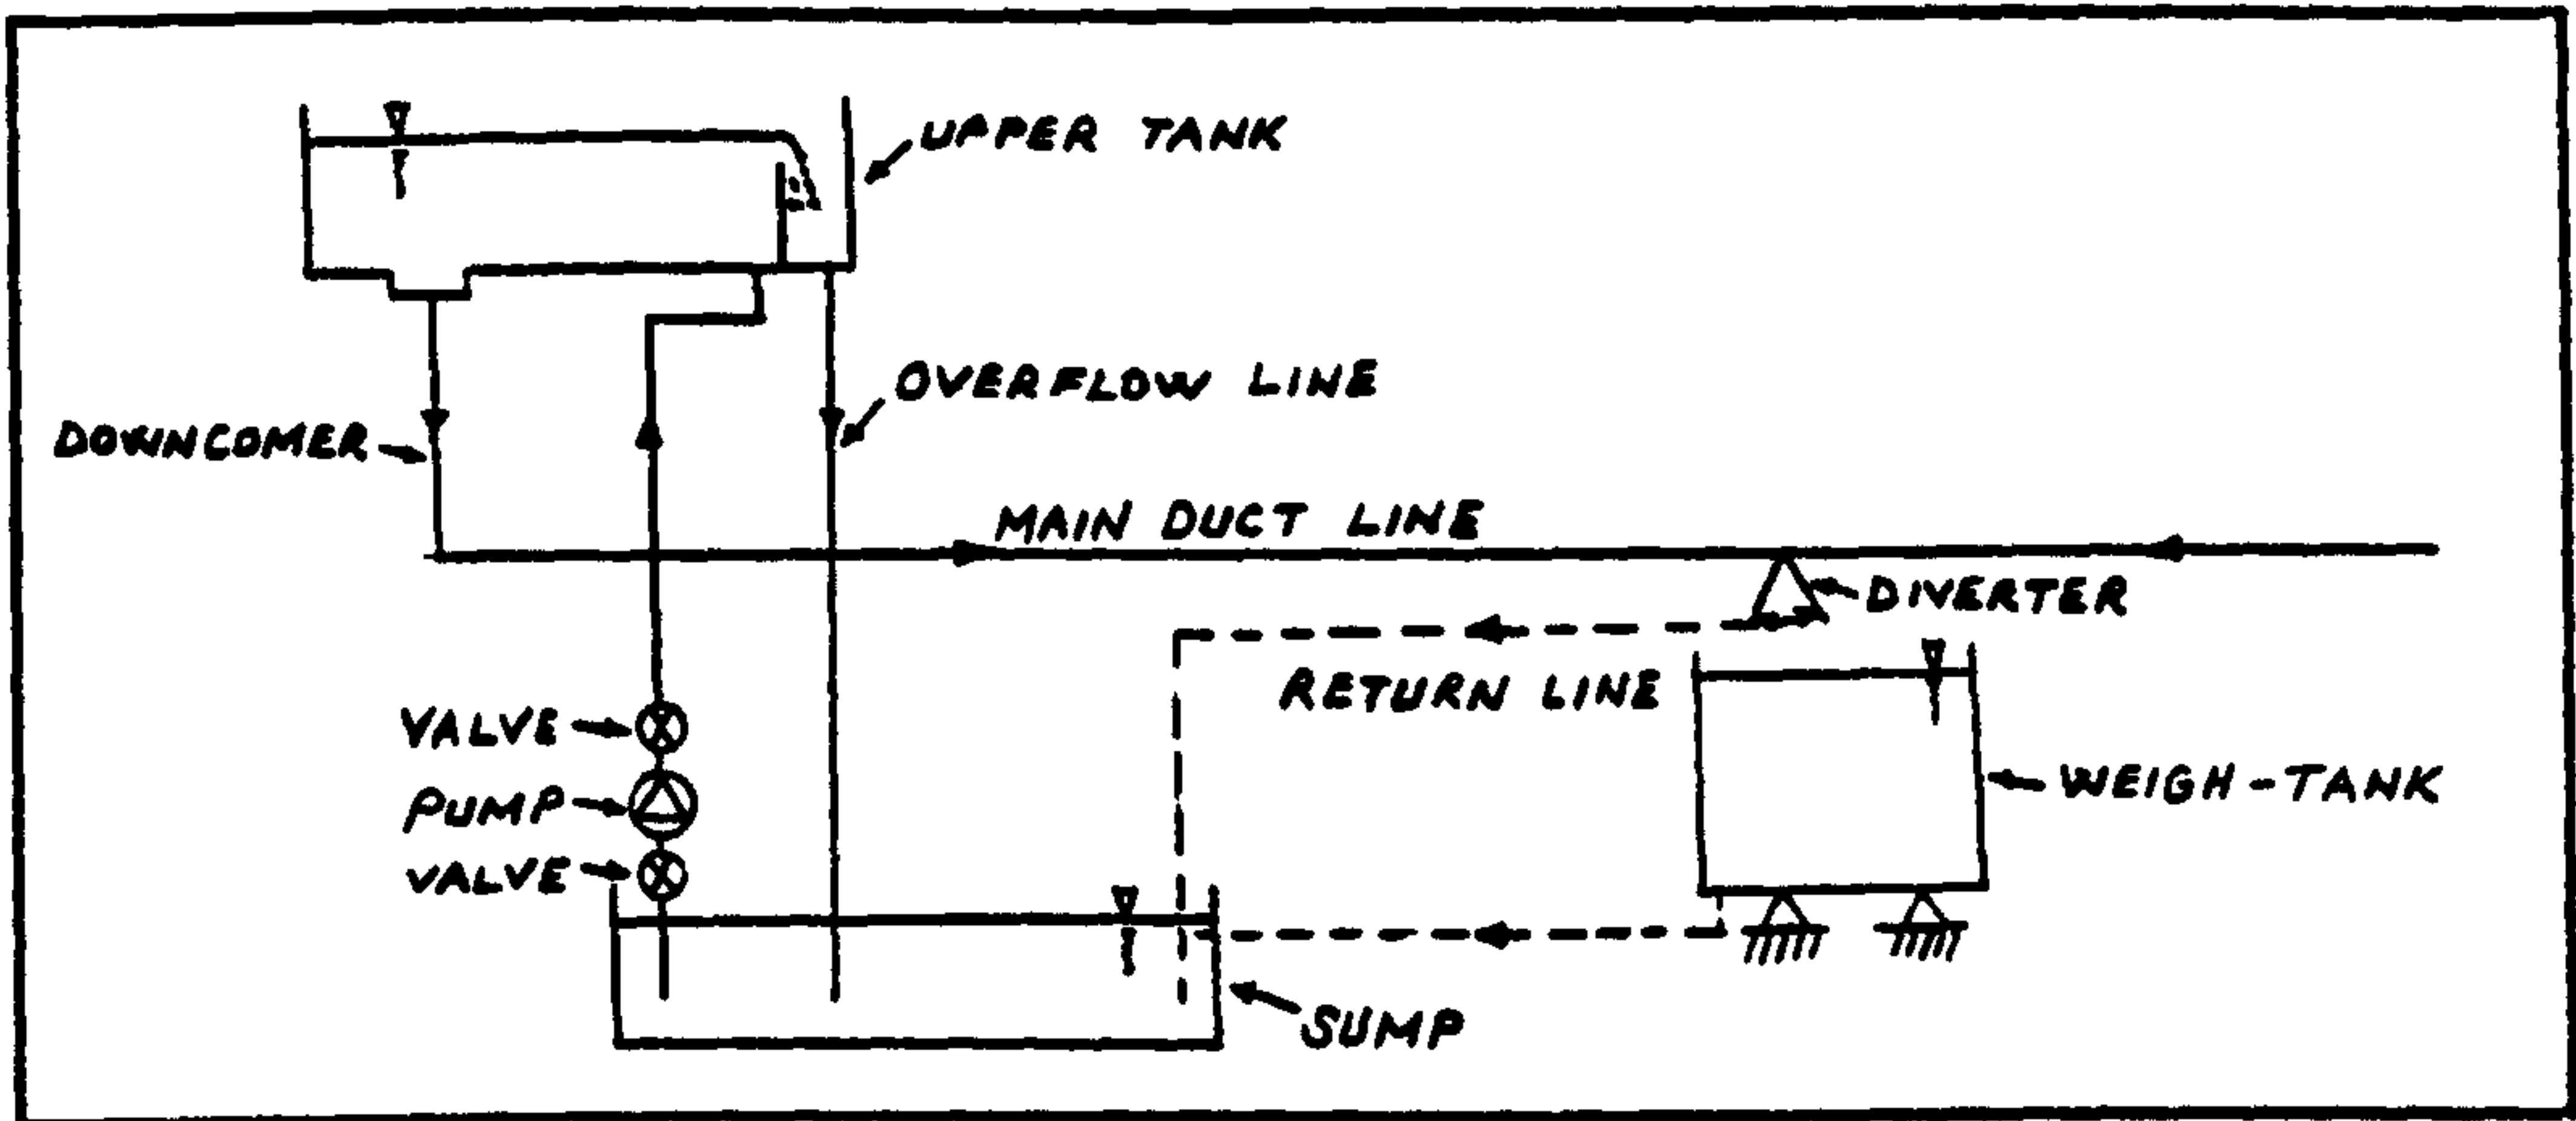 UPPER TANK
OVERFLOW LINE
DOWNCOMER
MAIN DUCT LINE
DIVERTER
RETURN LINE
VALVE
PUMP
VALVE
WEIGH-TANK
SUMP